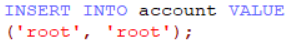 INSERT INTO account VALUE
('root', 'root');